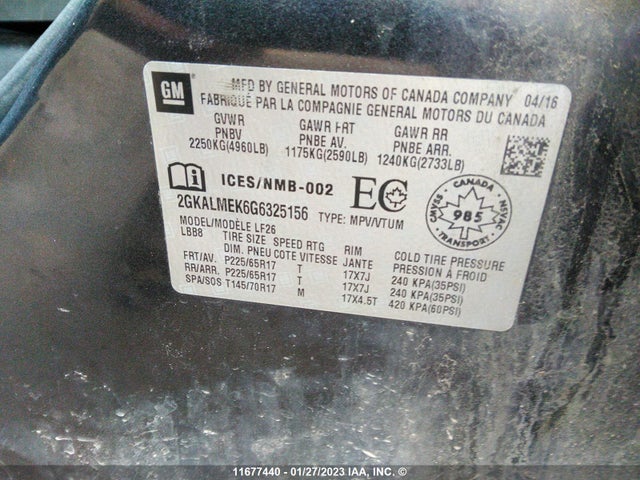 GM
MFD BY GENERAL MOTORS OF CANADA COMPANY 04/16
FABRIQUÉ PAR LA COMPAGNIE GENERAL MOTORS DU CANADA
GVWR GAWR FRT GAWR RR
PNBV PNBE AV. PNBE ARR.
2250KG(4960LB) 1175KG(2590LB) 1240KG(2733LB)
ICES/NMB-002 EC
CANADA
CMVSS 985 NSVAC
TRANSPORT
2GKALMEK6G6325156 TYPE: MPV/VTUM
MODEL/MODÈLE LF26
LBB8 TIRE SIZE SPEED RTG RIM COLD TIRE PRESSURE
DIM. PNEU COTE VITESSE JANTE PRESSION A FROID
FRT/AV. P225/65R17 T 17X7J 240 KPA(35PSI)
RR/ARR. P225/65R17 T 17X7J 240 KPA(35PSI)
SPA/SOS T145/70R17 M 17X4.5T 420 KPA(60PSI)
11677440 - 01/27/2023 IAA, INC. ©